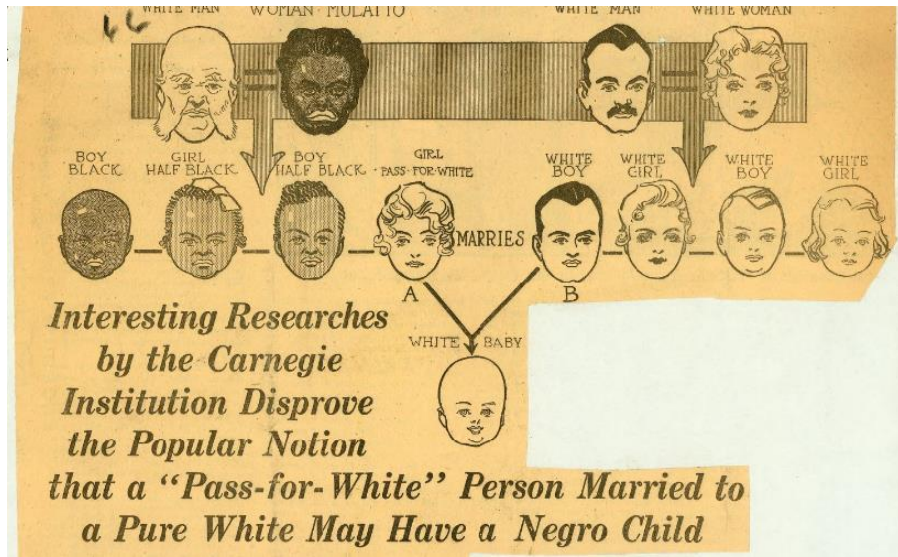 46
WHITE MAN WOMAN · MULATTO WHITE MAN WHITE WOMAN
BOY GIRL BOY GIRL WHITE WHITE WHITE WHITE
BLACK HALF BLACK HALF BLACK · PASS·FOR·WHITE BOY GIRL BOY GIRL
MARRIES
A B
WHITE BABY
Interesting Researches
by the Carnegie
Institution Disprove
the Popular Notion
that a "Pass-for-White" Person Married to
a Pure White May Have a Negro Child